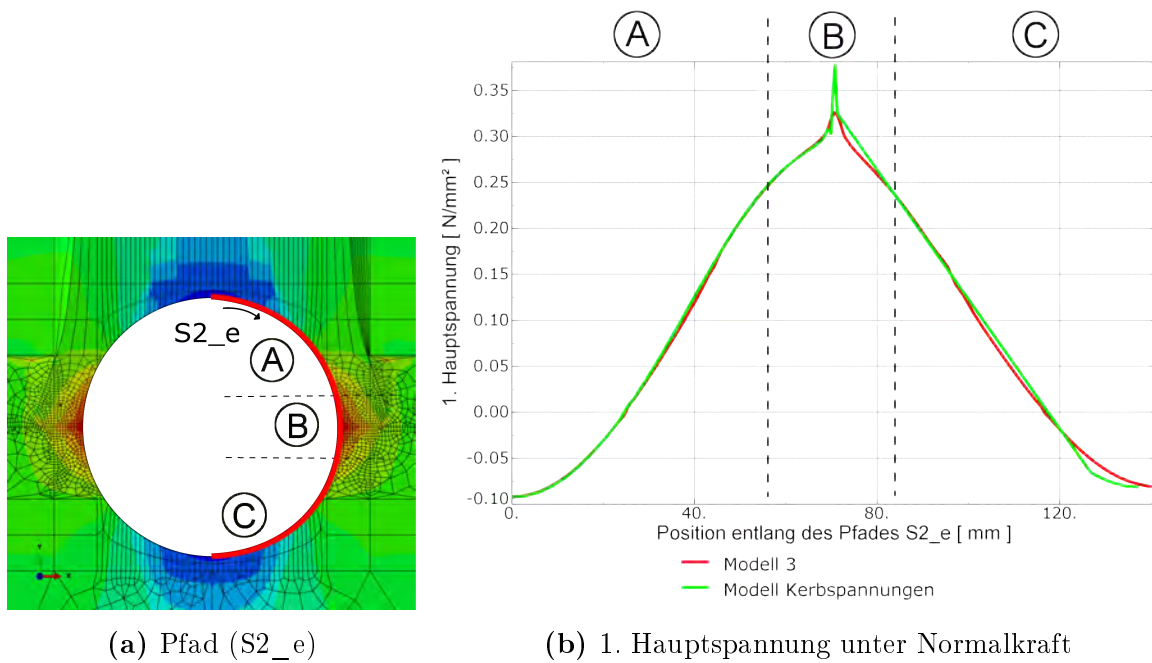 A B C
0.35
0.30
0.25
0.20
0.15
0.10
0.05
0.00
-0.05
-0.10
1. Hauptspannung [ N/mm² ]
0. 40. 80. 120.
Position entlang des Pfades S2_e [ mm ]
Modell 3
Modell Kerbspannungen
S2_e
A
B
C
Y
X
(a) Pfad (S2_e)
(b) 1. Hauptspannung unter Normalkraft